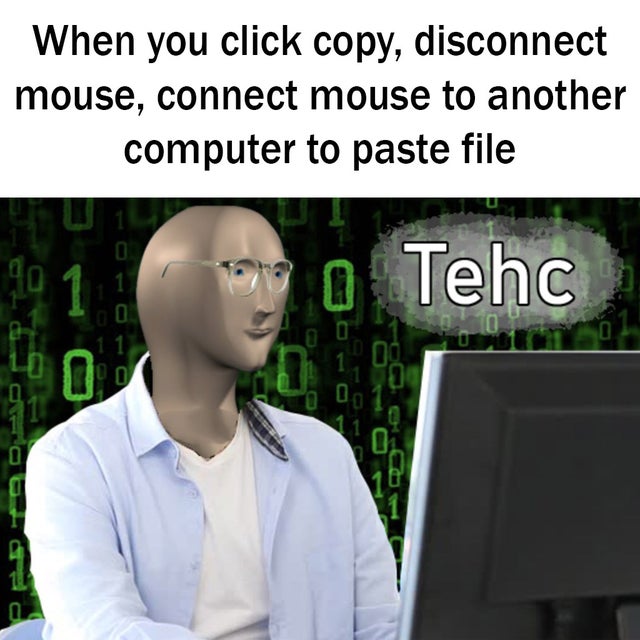 When you click copy, disconnect
mouse, connect mouse to another
computer to paste file
Tehc